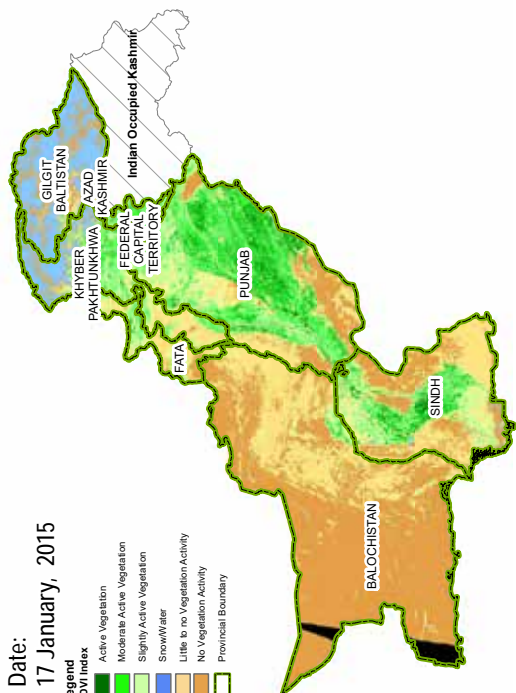 Date:
17 January, 2015
egend
DVI Index
Active Vegetation
Moderate Active Vegetation
Slightly Active Vegetation
Snow/Water
Little to no Vegetation Activity
No Vegetation Activity
Provincial Boundary
GILGIT
BALTISTAN
AZAD
KASHMIR
Indian Occupied Kashmir
KHYBER
PAKHTUNKHWA
FEDERAL
CAPITAL
TERRITORY
FATA
PUNJAB
BALOCHISTAN
SINDH